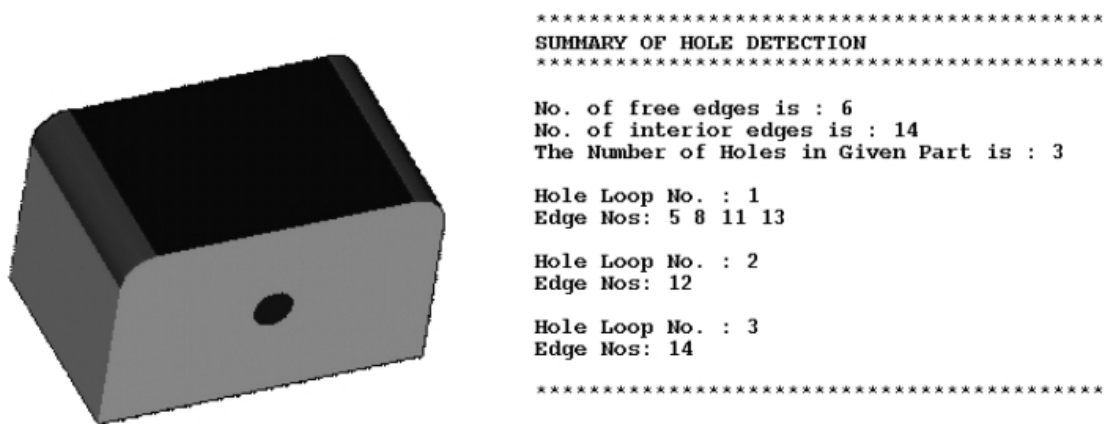 *******************************************
SUMMARY OF HOLE DETECTION
*******************************************
No. of free edges is : 6
No. of interior edges is : 14
The Number of Holes in Given Part is : 3
Hole Loop No. : 1
Edge Nos: 5 8 11 13
Hole Loop No. : 2
Edge Nos: 12
Hole Loop No. : 3
Edge Nos: 14
*******************************************